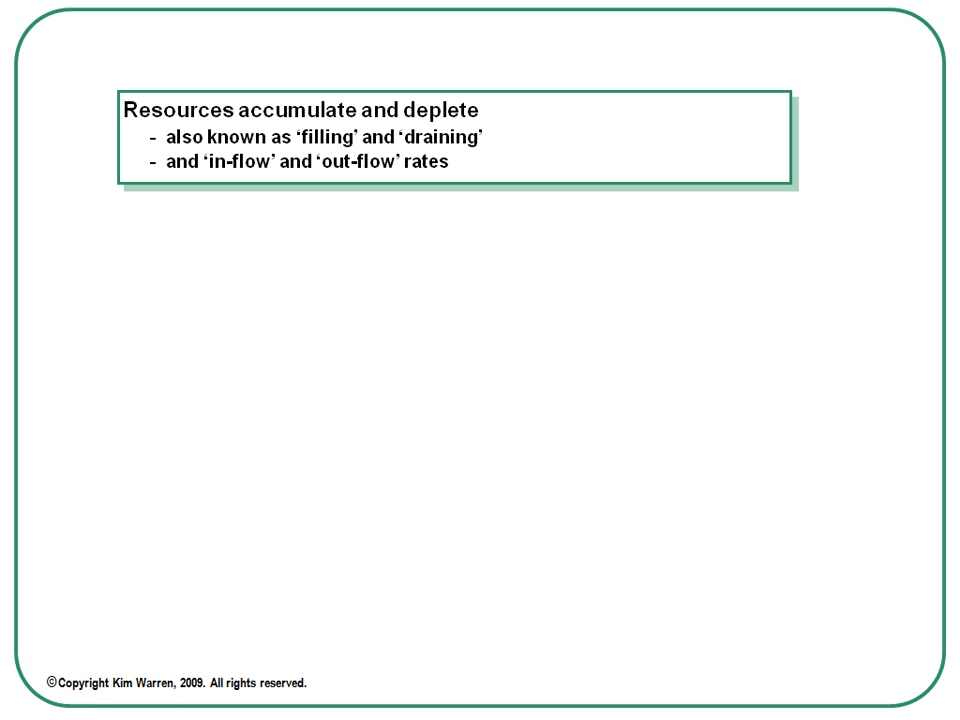 Resources accumulate and deplete
- also known as ‘filling’ and ‘draining’
- and ‘in-flow’ and ‘out-flow’ rates
©Copyright Kim Warren, 2009. All rights reserved.